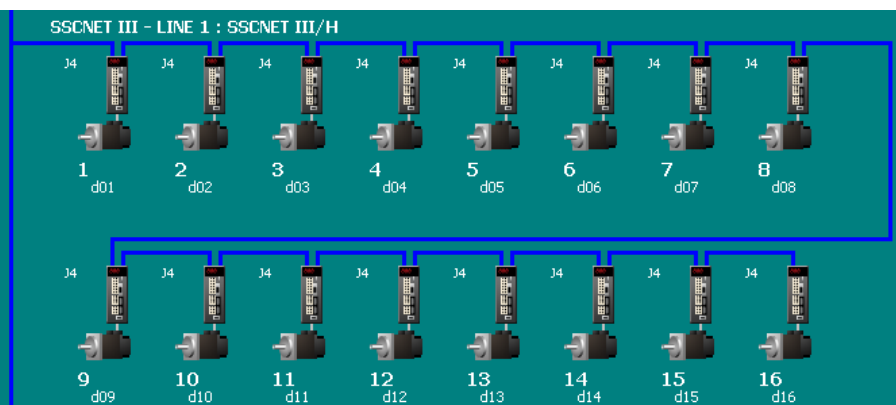 SSCNET III - LINE 1 : SSCNET III/H
J4 J4 J4 J4 J4 J4 J4 J4
1 2 3 4 5 6 7 8
d01 d02 d03 d04 d05 d06 d07 d08
J4 J4 J4 J4 J4 J4 J4 J4
9 10 11 12 13 14 15 16
d09 d10 d11 d12 d13 d14 d15 d16